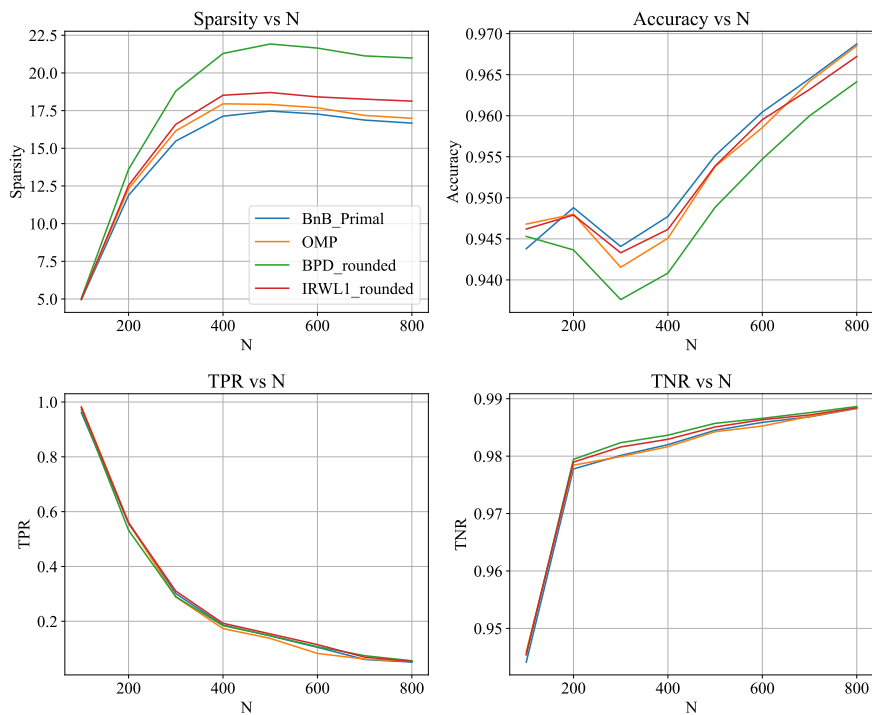 Sparsity vs N
22.5
20.0
17.5
15.0
12.5
10.0
7.5
5.0
Sparsity
200
400
600
800
N
BnB_Primal
OMP
BPD_rounded
IRWL1_rounded
Accuracy vs N
0.970
0.965
0.960
0.955
0.950
0.945
0.940
Accuracy
200
400
600
800
N
TPR vs N
1.0
0.8
0.6
0.4
0.2
TPR
200
400
600
800
N
TNR vs N
0.99
0.98
0.97
0.96
0.95
TNR
200
400
600
800
N